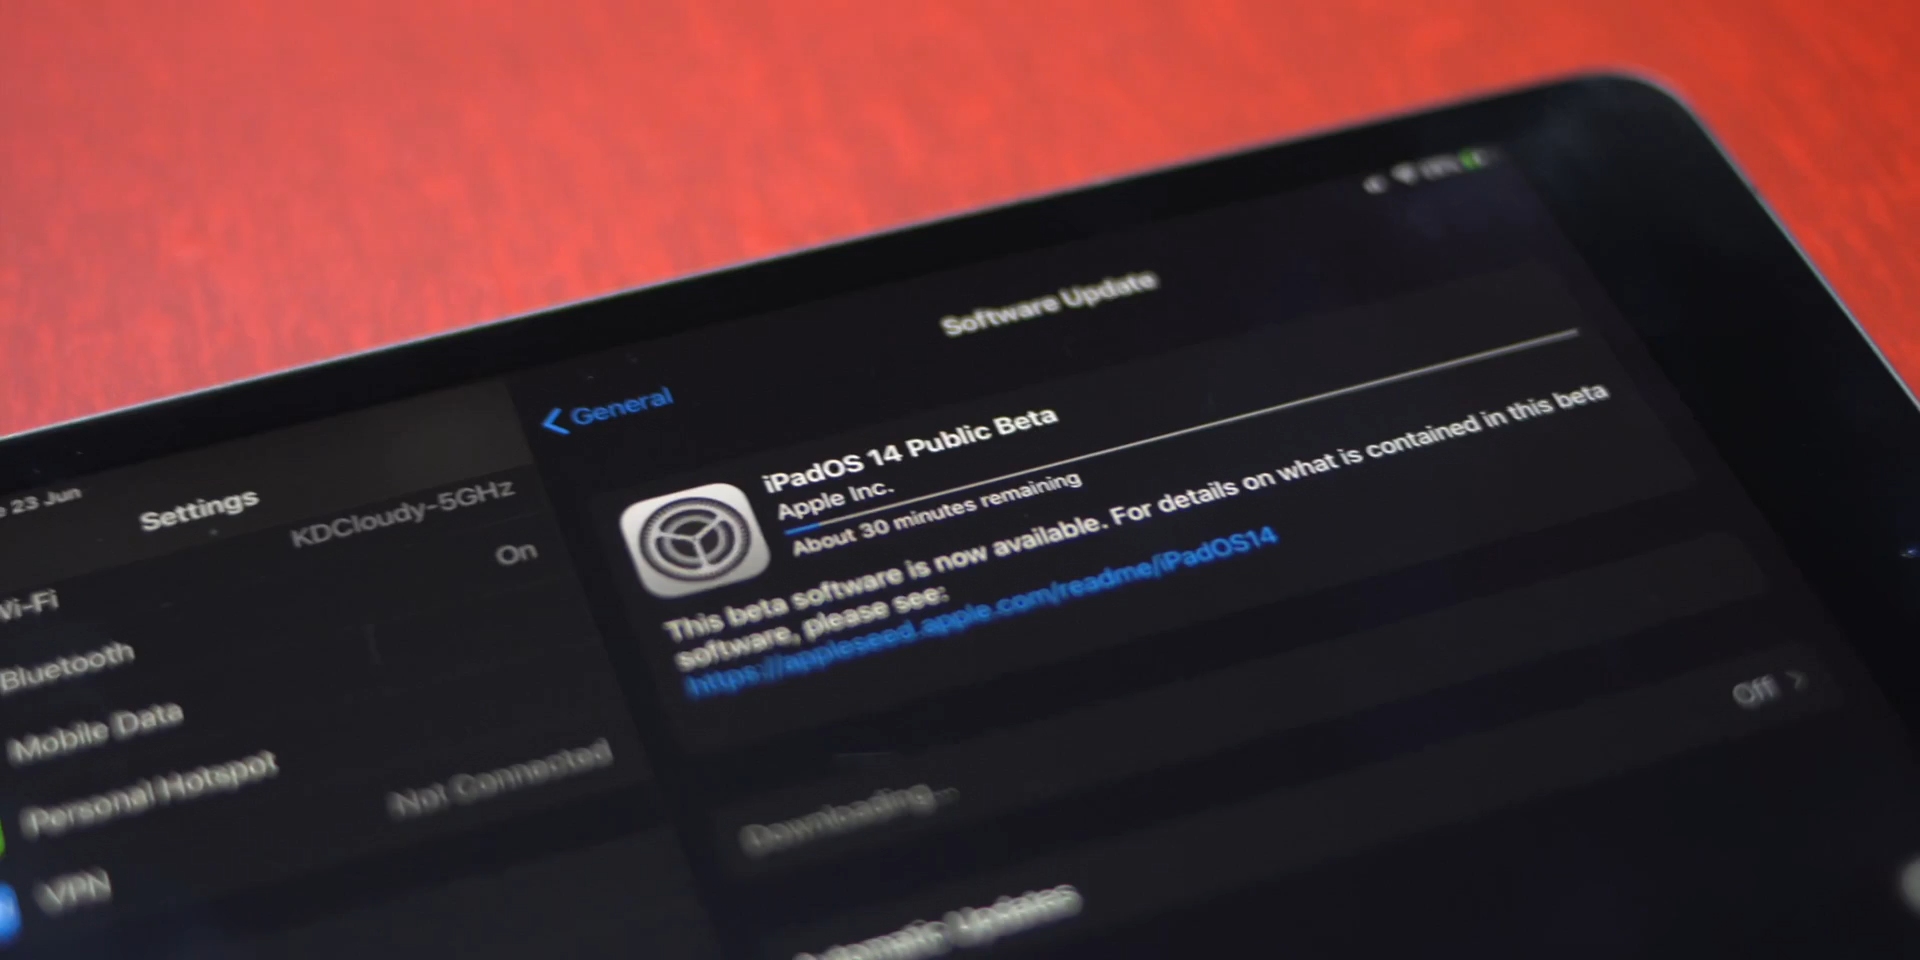 23 Jun
Settings
Wi-Fi
KDCloudy-5GHz
Bluetooth
On
Mobile Data
Personal Hotspot
VPN
Not Connected
General
Software Update
iPadOS 14 Public Beta
Apple Inc.
About 30 minutes remaining
This beta software is now available. For details on what is contained in this beta
software, please see:
https://appleseed.apple.com/readme/iPadOS14
Downloading...
Automatic Updates
Off